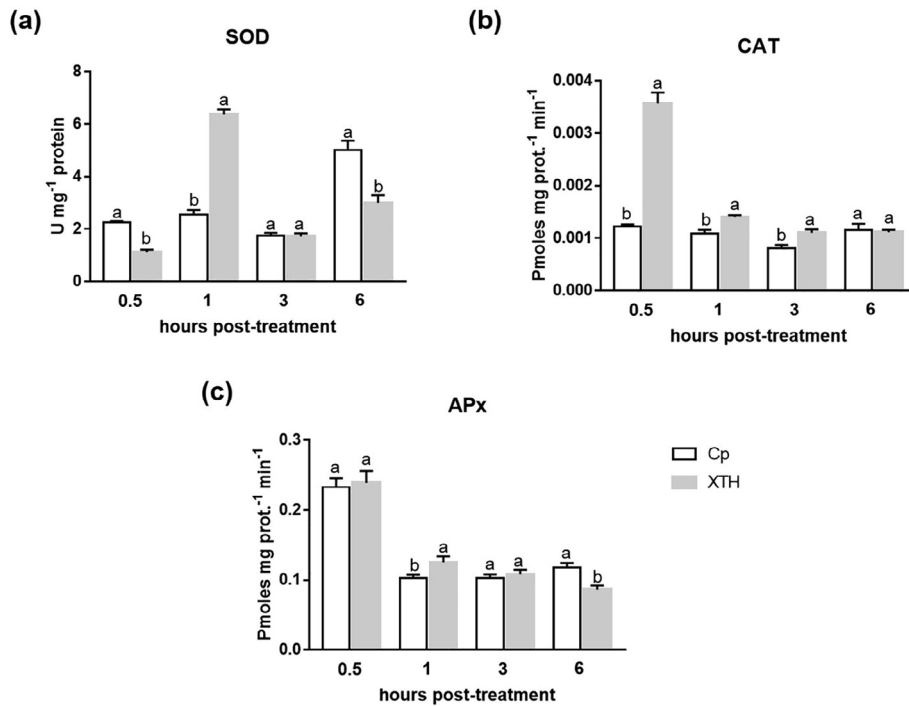 (a)
SOD
U mg⁻¹ protein
8
6
4
2
0
a
b
b
a
a
a
a
b
0.5 1 3 6
hours post-treatment
(b)
CAT
Pmoles mg prot.⁻¹ min⁻¹
0.004
0.003
0.002
0.001
0.000
b
a
b
a
b
a
a
a
0.5 1 3 6
hours post-treatment
(c)
APx
Pmoles mg prot.⁻¹ min⁻¹
0.3
0.2
0.1
0.0
a
a
b
a
a
a
a
b
0.5 1 3 6
hours post-treatment
Cp
XTH